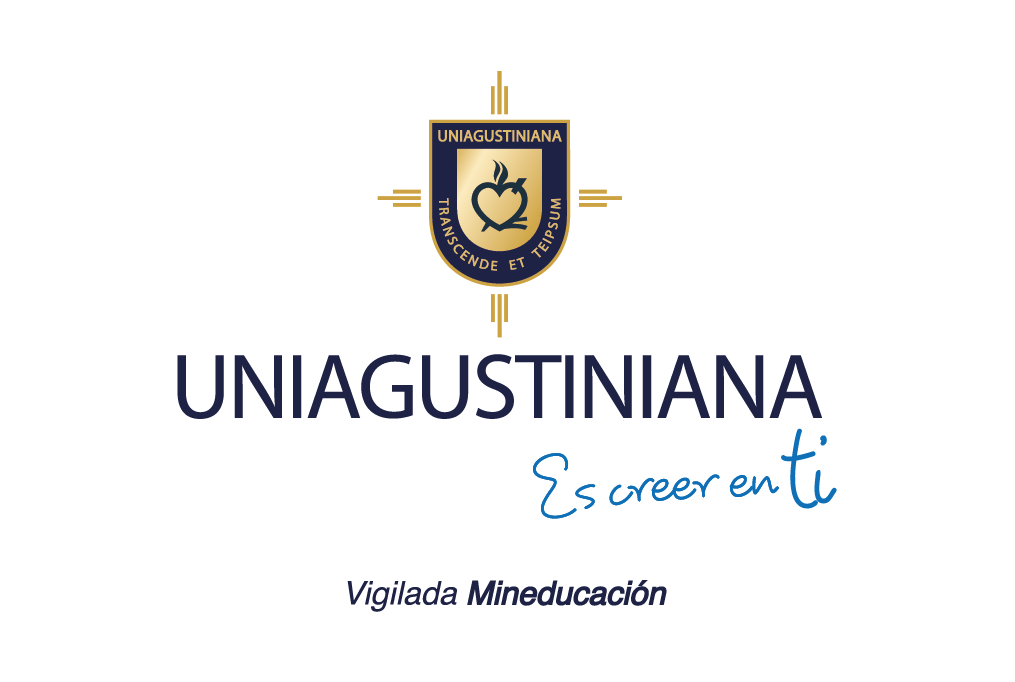 UNIAGUSTINIANA
TRANSCENDE ET TEIPSUM
UNIAGUSTINIANA
Es creer en ti
Vigilada Mineducación